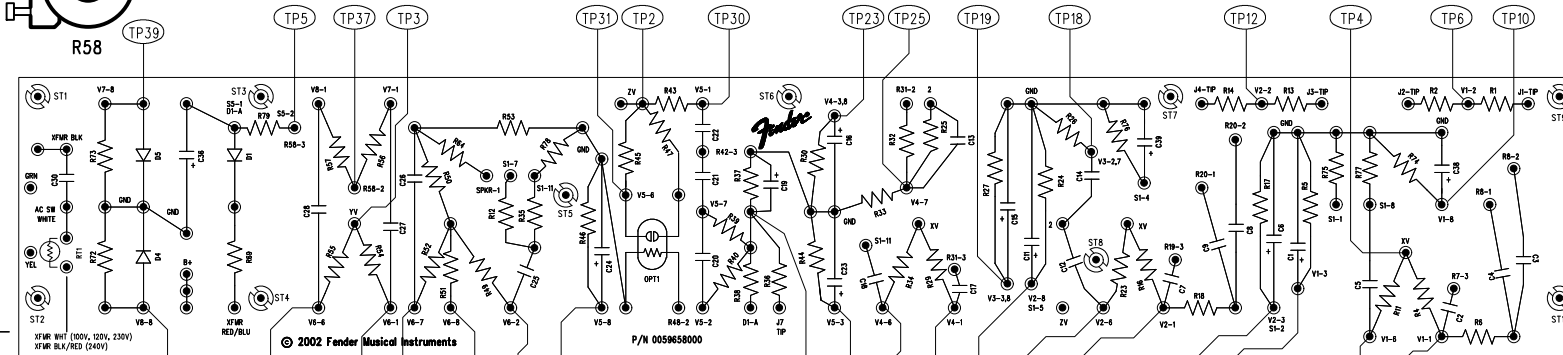 R58
TP39 TP5 TP37 TP3 TP31 TP2 TP30 TP23 TP25 TP19 TP18 TP12 TP4 TP6 TP10
ST1 V7-8 ST3 V8-1 V7-1 ZV R43 V5-1 ST6 V4-3,8 R31-2 2 GND ST7 J4-TIP R14 V2-2 R13 J3-TIP J2-TIP R2 V1-2 R1 J1-TIP
S5-1
D1-A
R79 S5-2
R58-3
XFMR BLK
R73 D5 C36 D1 R57 R56 R53 R64 R78 GND R45 R47 C22 R42-3 Fender C16 R30 R32 R25 C13 R26 R76 C39 R20-2 GND GND
C30 GRN R58-2 C26 R50 SPKR-1 S1-7 S1-11 C21 R37 C19 R27 R24 V3-2,7 C14 S1-4 R20-1 R17 R5 R75 R77 R74 C38 R8-2
AC SW
WHITE
GND GND YV C28 C27 R12 R35 ST5 V5-6 V5-7 GND R33 V4-7 C15 2 XV C8 C6 S1-1 S1-8 V1-8 R6-1
YEL RT1 R72 D4 R69 R55 R54 R52 R51 R49 C25 R46 C24 OPT1 C20 R39 R40 R38 R36 R44 C23 S1-11 R34 XV R29 R31-3 C17 C11 ST8 R23 R19-3 C7 C9 C1 V1-3 XV C5 R11 R4 R7-3 C2 C4 C3
B+
ST2 V8-8 ST4 V6-6 V6-1 V6-7 V6-8 V6-2 V5-8 R48-2 V5-2 D1-A J7 V5-3 V4-6 V4-1 V3-3,8 V2-8 ZV V2-6 V2-1 R18 V2-3 V1-6 V1-1 R6
TIP S1-5 S1-2
XFMR
RED/BLU
XFMR WHT (100V, 120V, 230V)
XFMR BLK/RED (240V)
© 2002 Fender Musical Instruments
P/N 0059658000